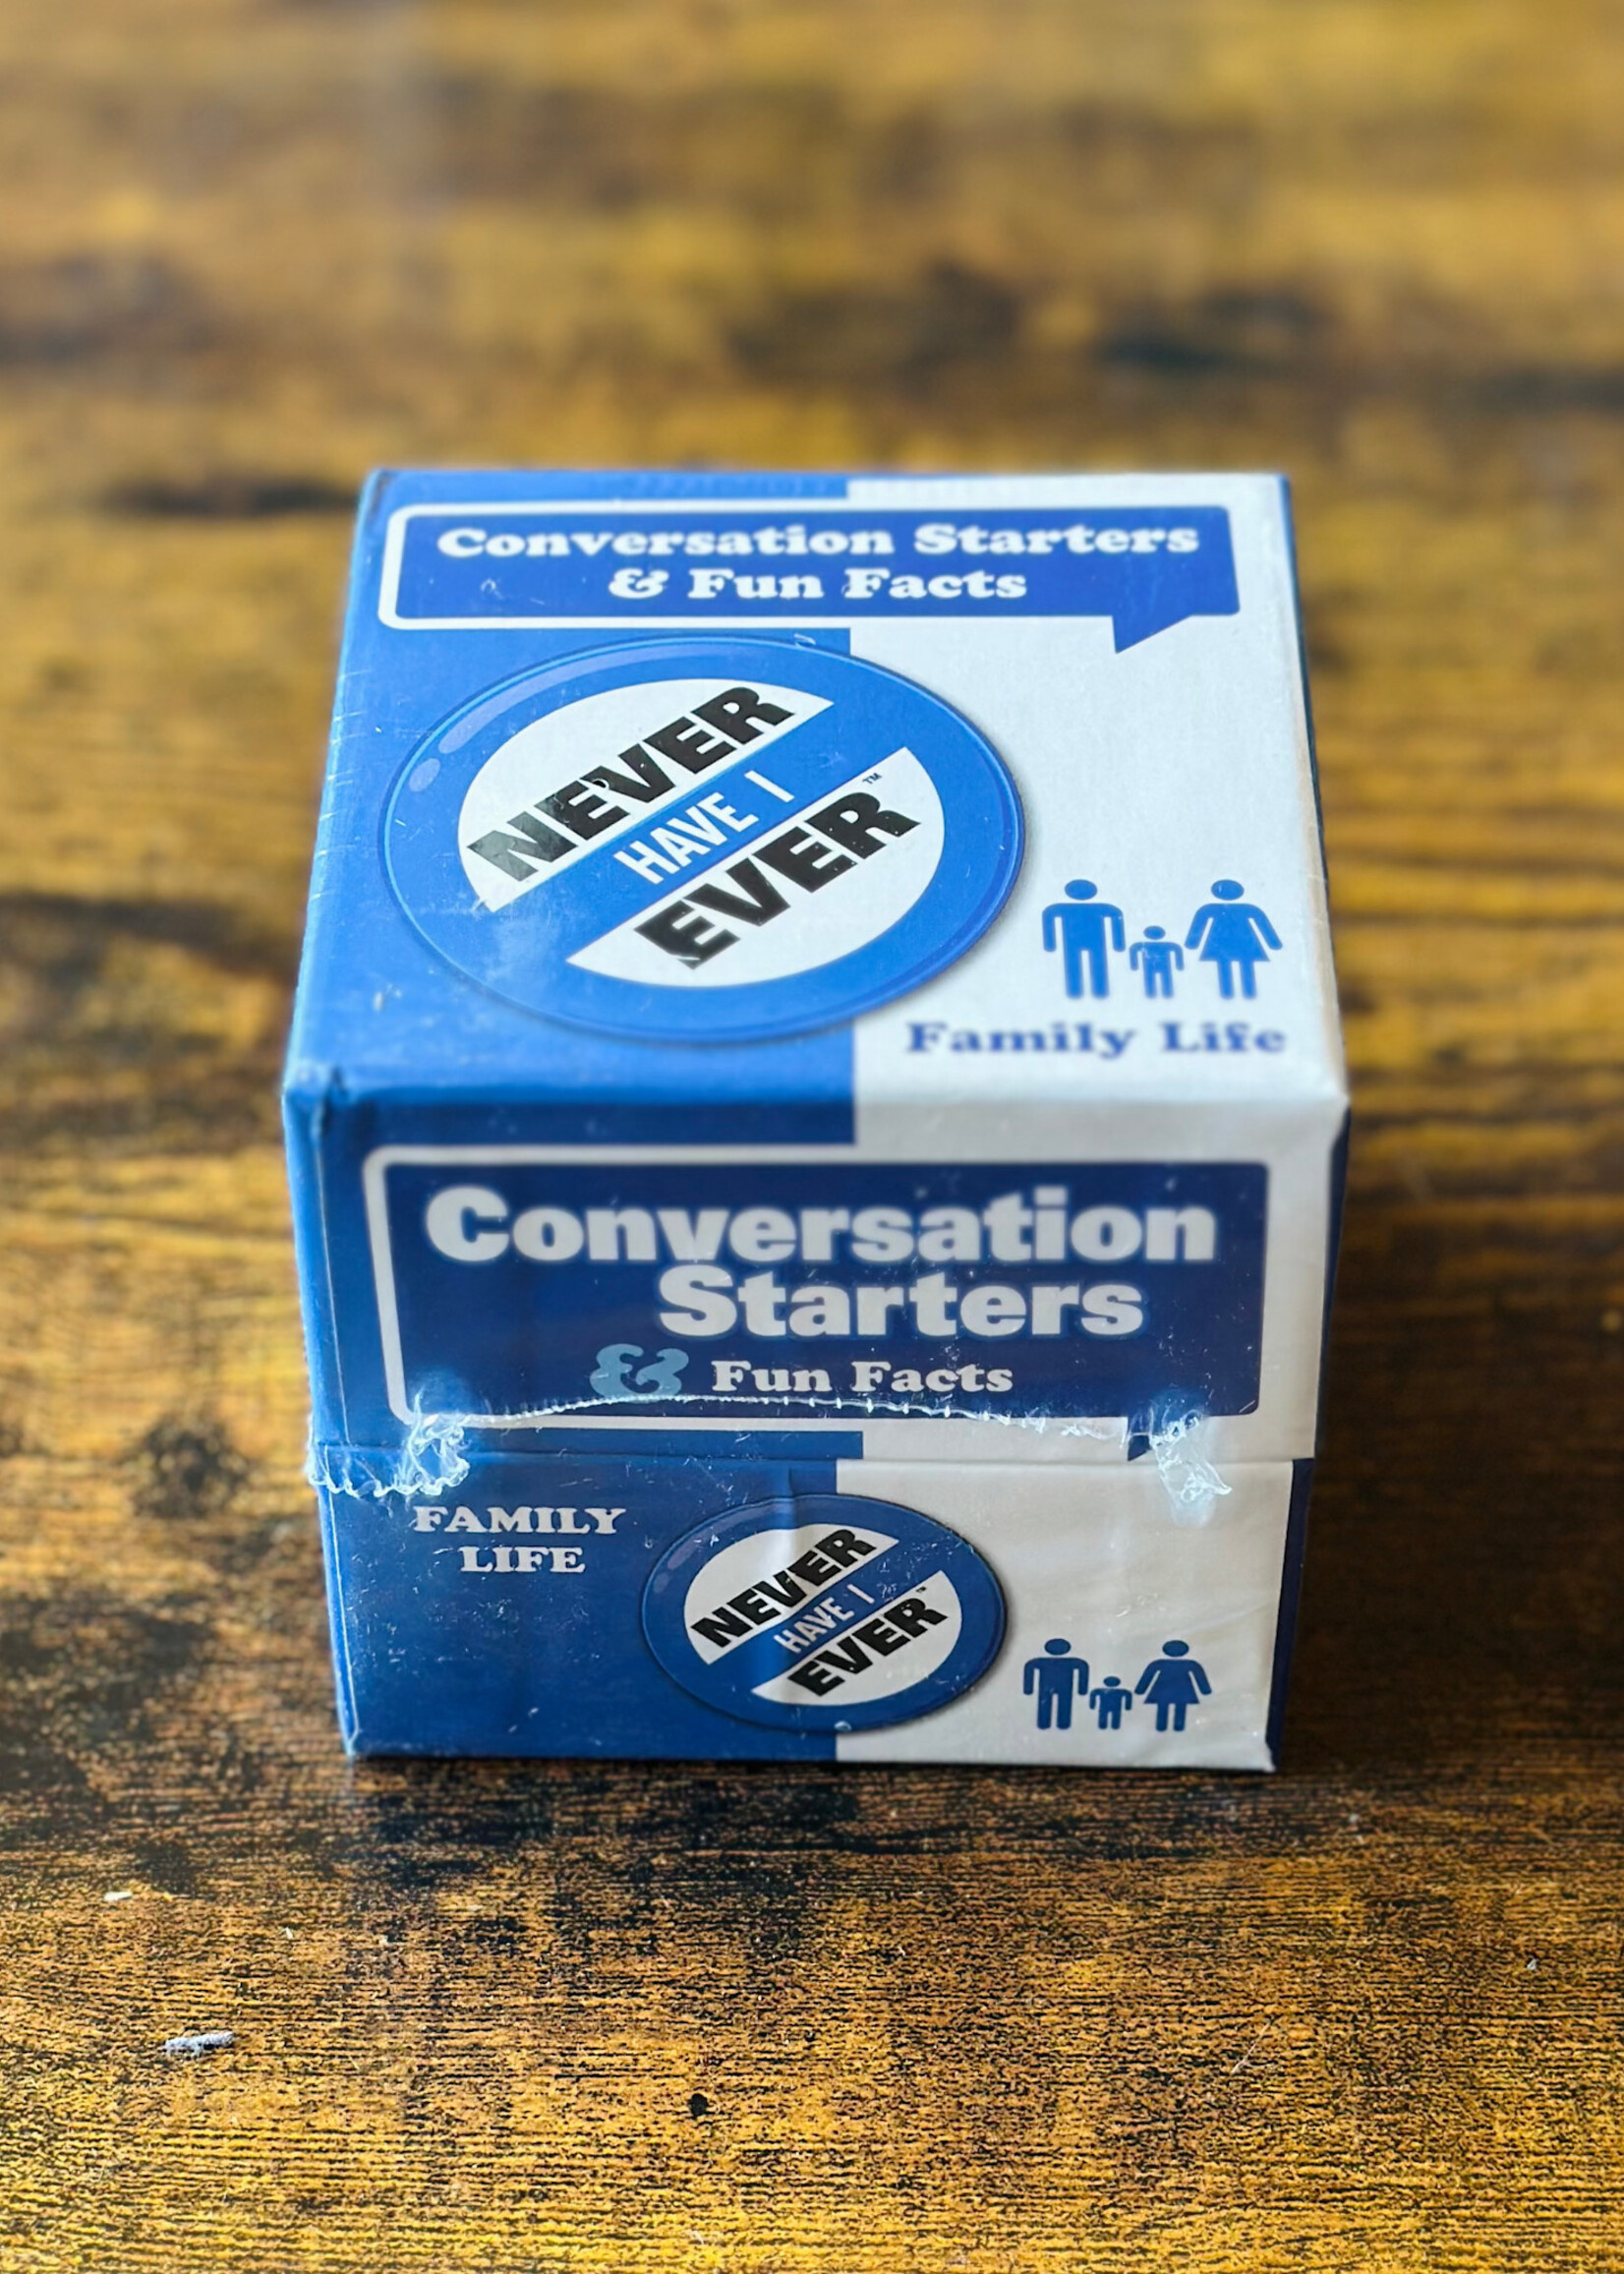 Conversation Starters
& Fun Facts
NEVER
HAVE I
EVER™
Family Life
Conversation
Starters
& Fun Facts
FAMILY
LIFE
NEVER
HAVE I
EVER™